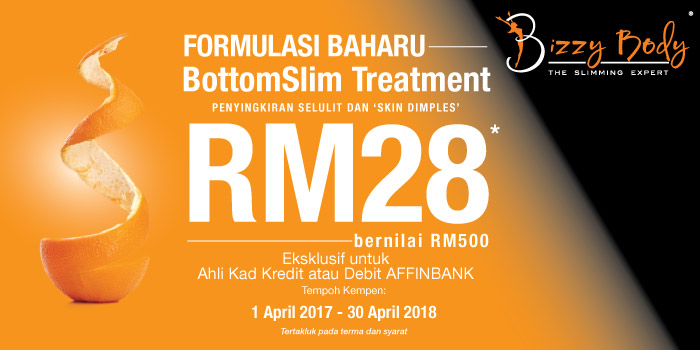 FORMULASI BAHARU
BottomSlim Treatment
PENYINGKIRAN SELULIT DAN 'SKIN DIMPLES'
RM28*
bernilai RM500
Eksklusif untuk
Ahli Kad Kredit atau Debit AFFINBANK
Tempoh Kempen:
1 April 2017 - 30 April 2018
Tertakluk pada terma dan syarat
Bizzy Body®
THE SLIMMING EXPERT